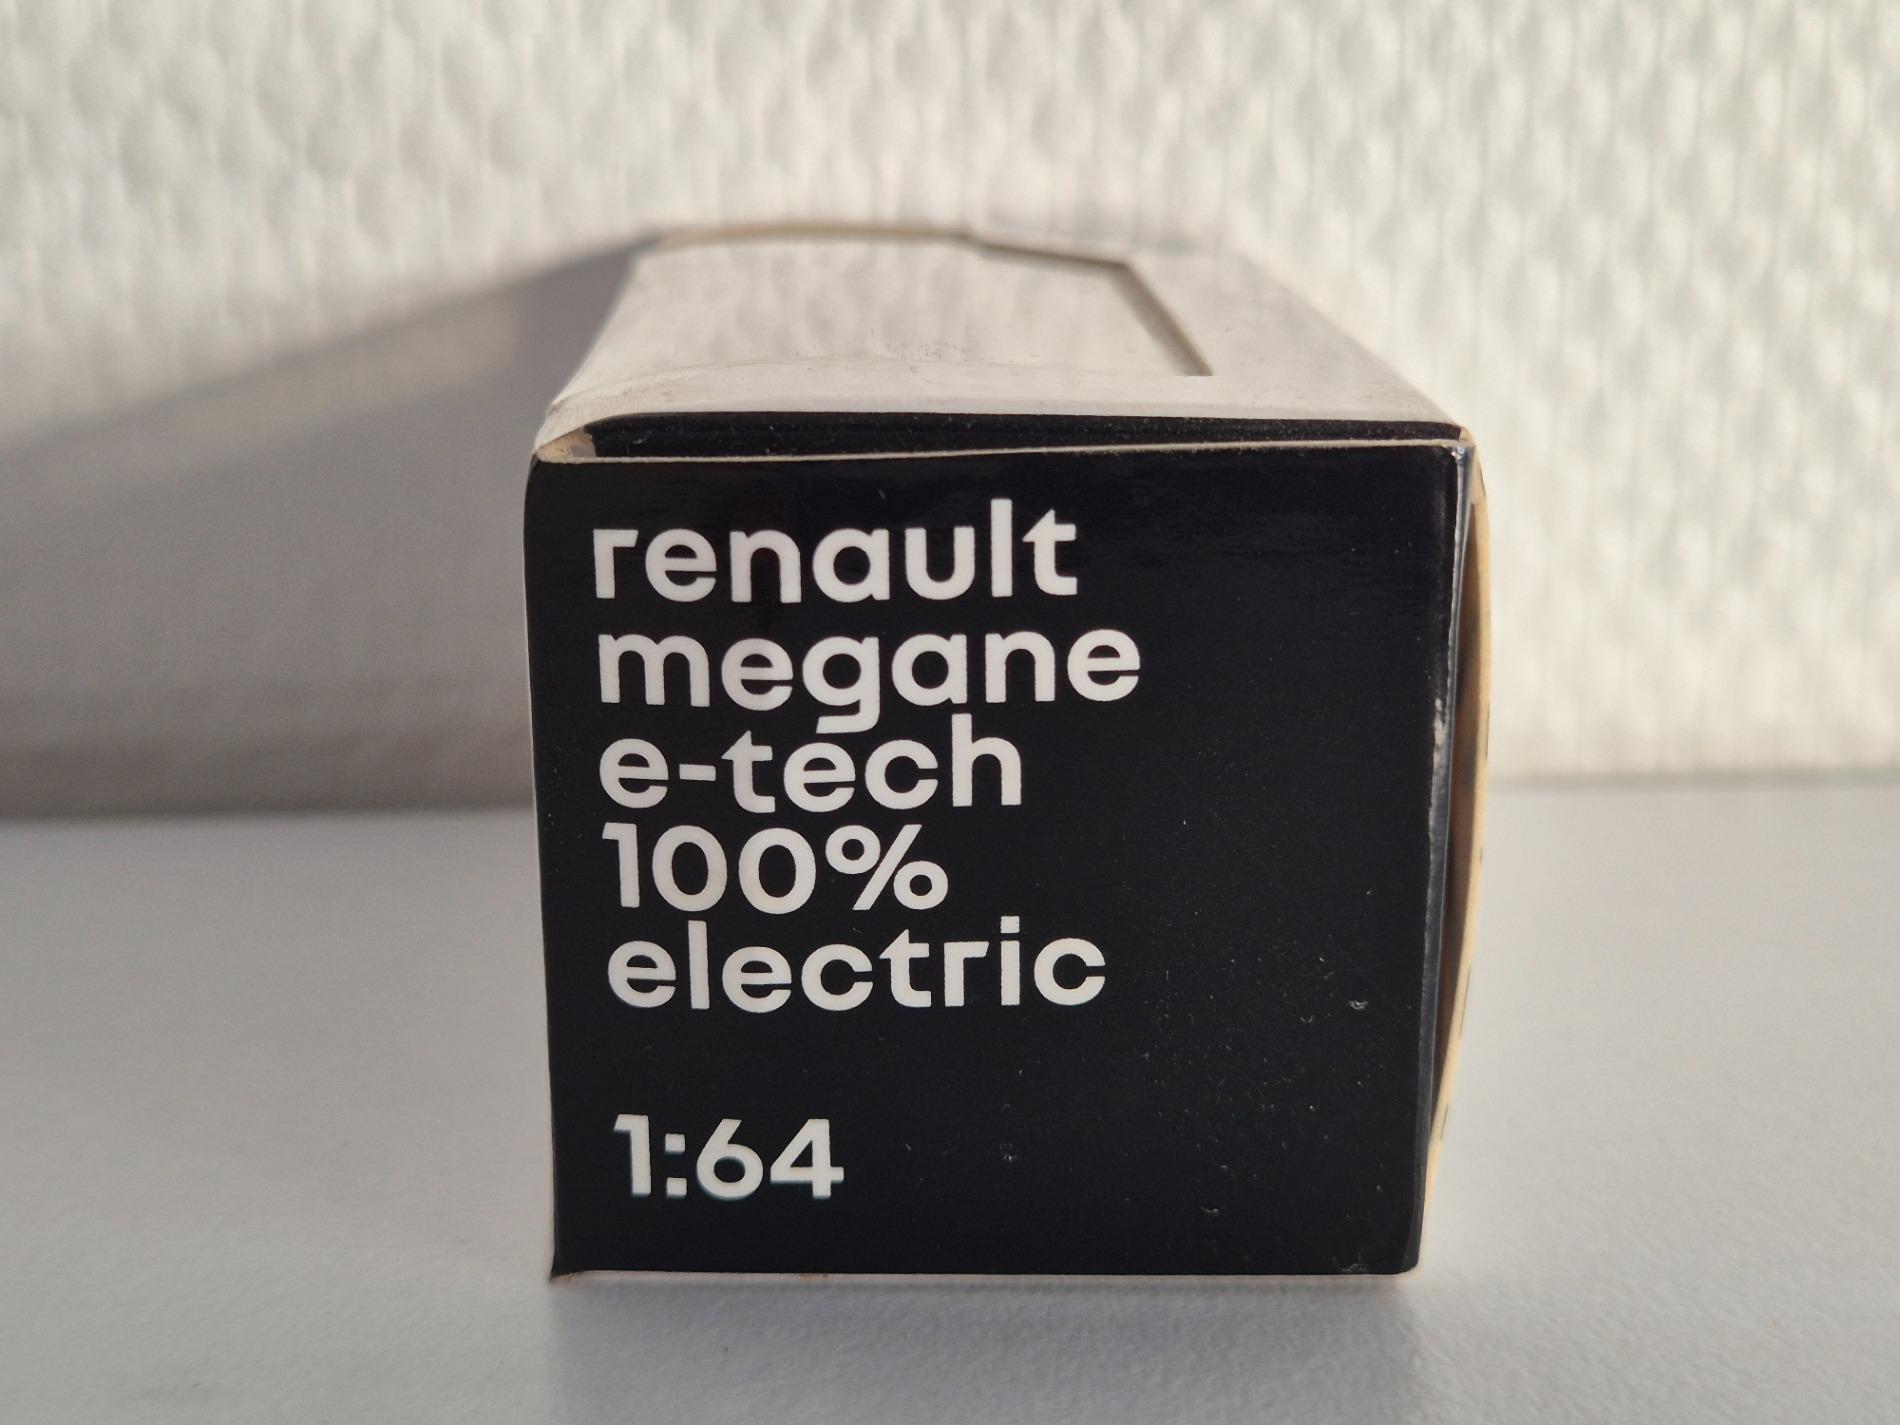 renault
megane
e-tech
100%
electric
1:64